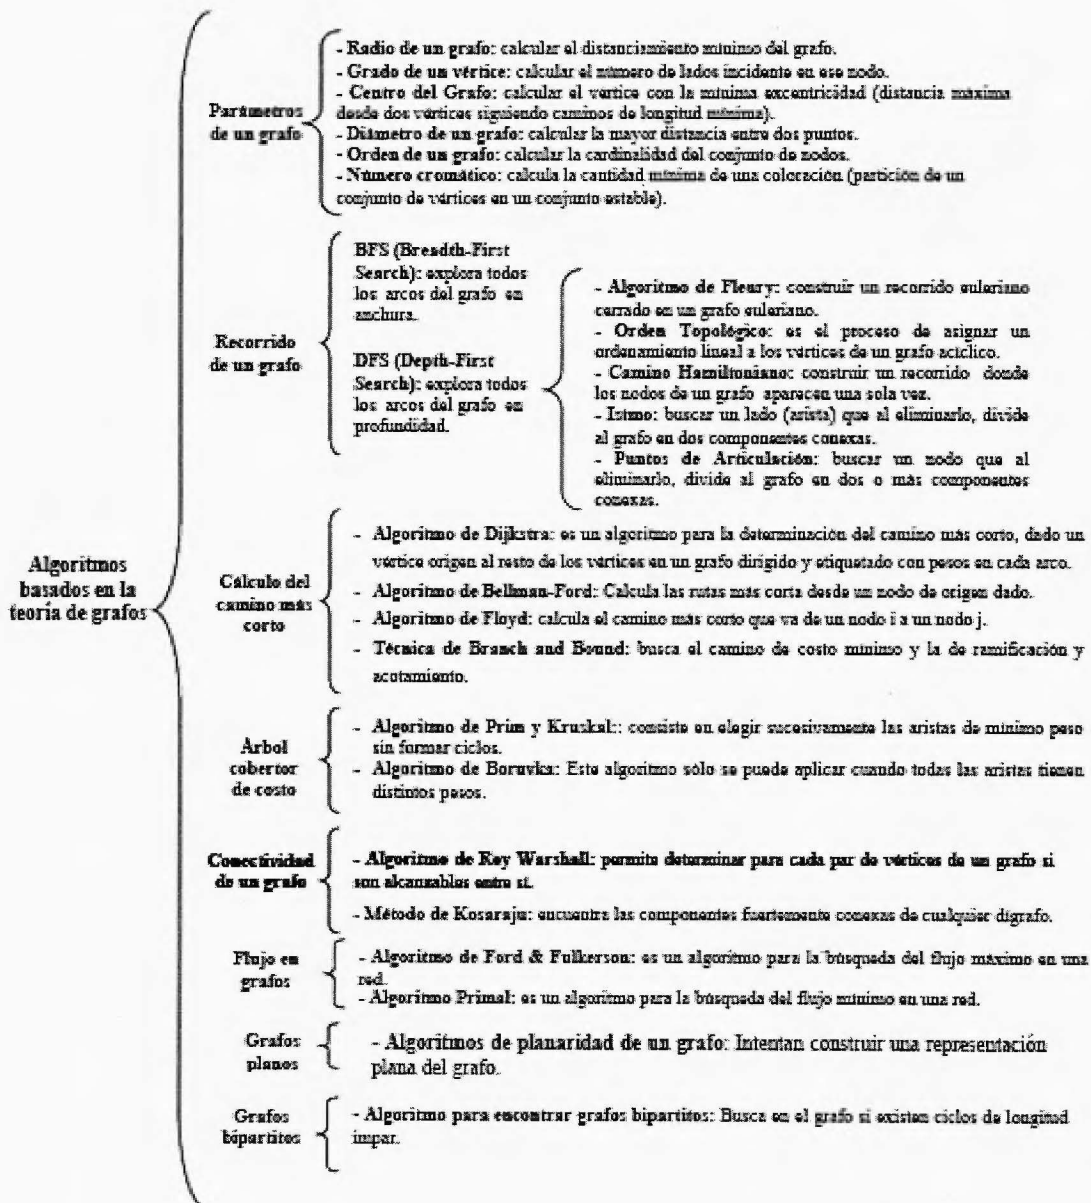 Algoritmos
basados en la
teoría de grafos
Parámetros
de un grafo
- Radio de un grafo: calcular el distanciamiento mínimo del grafo.
- Grado de un vértice: calcular el número de lados incidente en ese nodo.
- Centro del Grafo: calcular el vértice con la mínima excentricidad (distancia máxima
desde dos vértices siguiendo caminos de longitud mínima).
- Diámetro de un grafo: calcular la mayor distancia entre dos puntos.
- Orden de un grafo: calcular la cardinalidad del conjunto de nodos.
- Número cromático: calcula la cantidad mínima de una coloración (partición de un
conjunto de vértices en un conjunto estable).
Recorrido
de un grafo
BFS (Breadth-First
Search): explora todos
los arcos del grafo en
anchura.
DFS (Depth-First
Search): explora todos
los arcos del grafo en
profundidad.
- Algoritmo de Fleury: construir un recorrido euleriano
cerrado en un grafo euleriano.
- Orden Topológico: es el proceso de asignar un
ordenamiento lineal a los vértices de un grafo acíclico.
- Camino Hamiltoniano: construir un recorrido donde
los nodos de un grafo aparecen una sola vez.
- Istmo: buscar un lado (arista) que al eliminarlo, divide
al grafo en dos componentes conexas.
- Puntos de Articulación: buscar un nodo que al
eliminarlo, divide al grafo en dos o más componentes
conexas.
Cálculo del
camino más
corto
- Algoritmo de Dijkstra: es un algoritmo para la determinación del camino más corto, dado un
vértice origen al resto de los vértices en un grafo dirigido y etiquetado con pesos en cada arco.
- Algoritmo de Bellman-Ford: Calcula las rutas más corta desde un nodo de origen dado.
- Algoritmo de Floyd: calcula el camino más corto que va de un nodo i a un nodo j.
- Técnica de Branch and Bound: busca el camino de costo mínimo y la de ramificación y
acotamiento.
Árbol
cobertor
de costo
- Algoritmo de Prim y Kruskal:: consiste en elegir sucesivamente las aristas de mínimo peso
sin formar ciclos.
- Algoritmo de Boruvka: Este algoritmo sólo se puede aplicar cuando todas las aristas tienen
distintos pesos.
Conectividad
de un grafo
- Algoritmo de Roy Warshall: permite determinar para cada par de vértices de un grafo si
son alcanzables entre sí.
- Método de Kosaraju: encuentra las componentes fuertemente conexas de cualquier dígrafo.
Flujo en
grafos
- Algoritmo de Ford & Fulkerson: es un algoritmo para la búsqueda del flujo máximo en una
red.
- Algoritmo Primal: es un algoritmo para la búsqueda del flujo mínimo en una red.
Grafos
planos
- Algoritmos de planaridad de un grafo: Intentan construir una representación
plana del grafo.
Grafos
bipartitos
- Algoritmo para encontrar grafos bipartitos: Busca en el grafo si existen ciclos de longitud
impar.